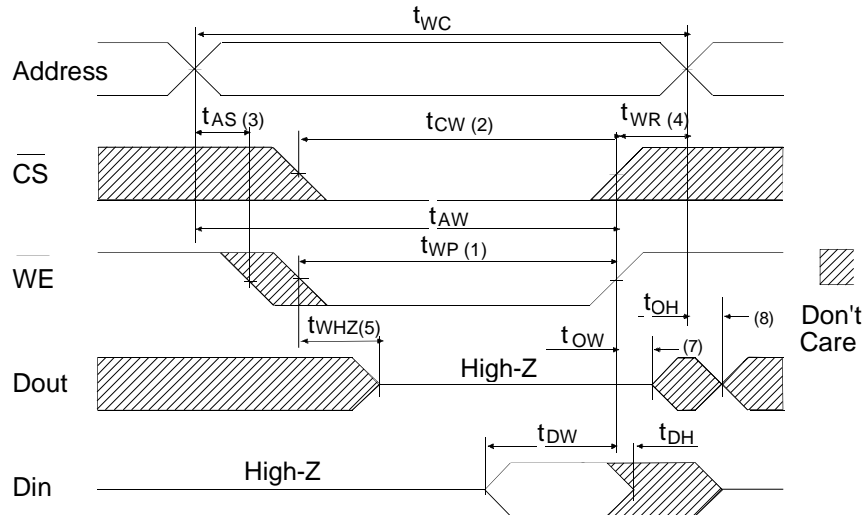 tWC
Address
tAS (3)
tCW (2)
tWR (4)
CS
tAW
WE
tWP (1)
tWHZ(5)
tOW
tOH
(8)
Don't
Care
(7)
Dout
High-Z
tDW
tDH
Din
High-Z